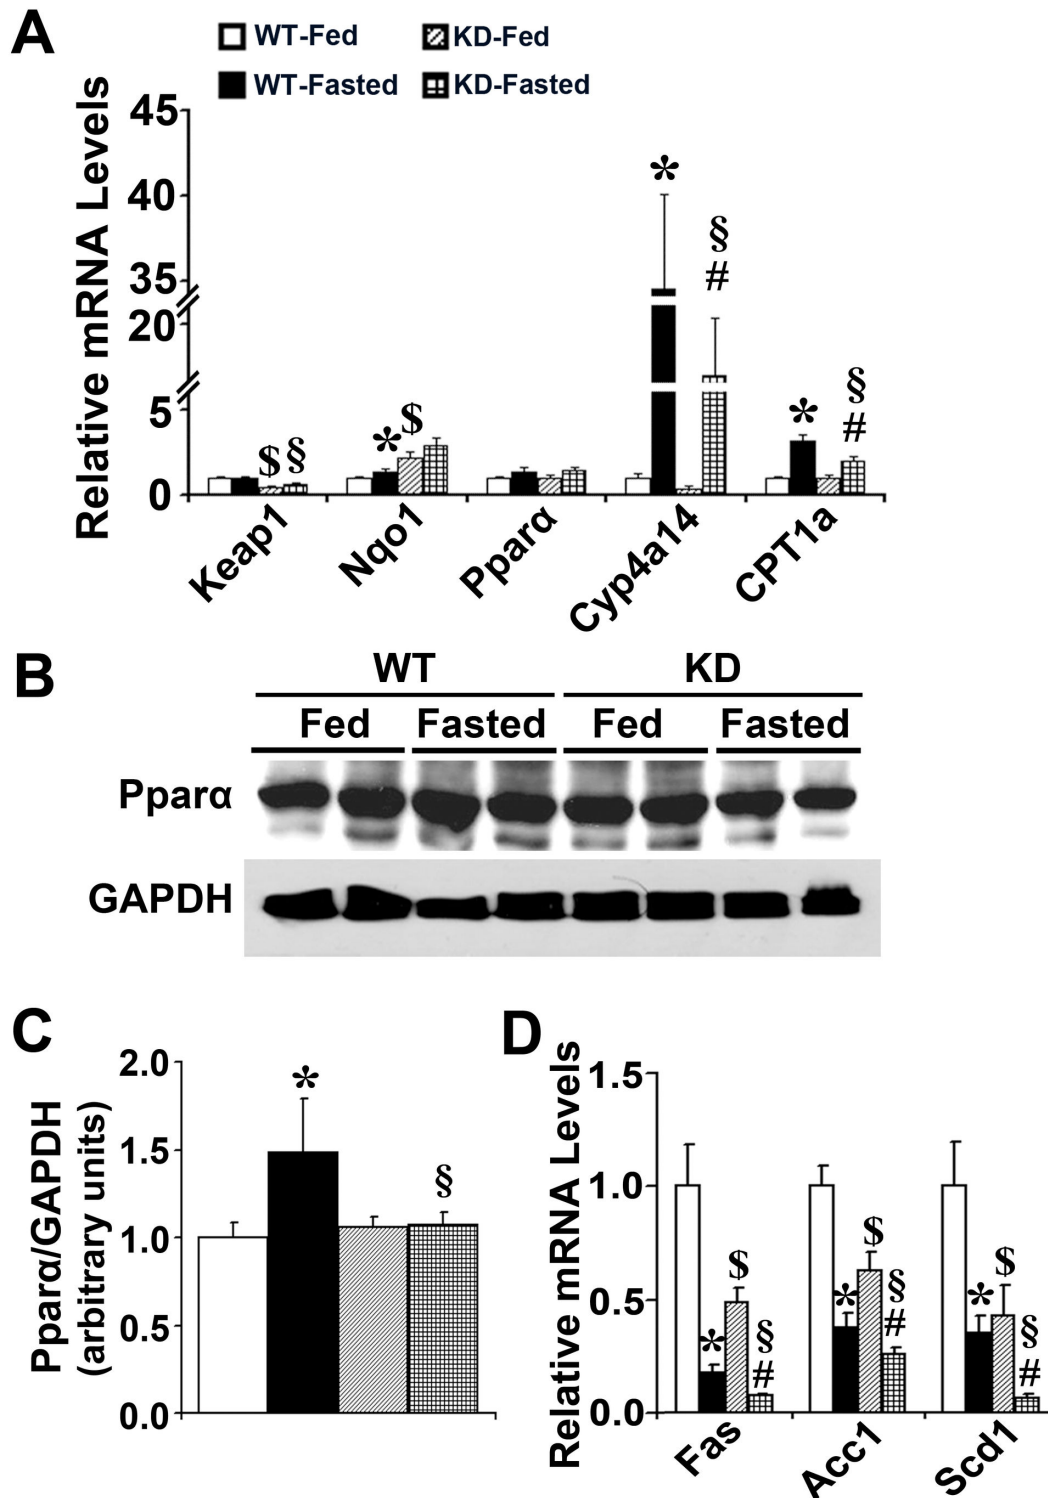 A
WT-Fed
KD-Fed
WT-Fasted
KD-Fasted
Relative mRNA Levels
45
40
35
20
5
0
* $ § * $ * § # * § #
Keap1
Nqo1
Pparα
Cyp4a14
CPT1a
B
WT
KD
Fed
Fasted
Fed
Fasted
Pparα
GAPDH
C
Pparα/GAPDH
(arbitrary units)
2.0
1.5
1.0
0.5
0.0
*
§
D
Relative mRNA Levels
1.5
1.0
0.5
0.0
* $ § #
* $ § #
* $ § #
Fas
Acc1
Scd1